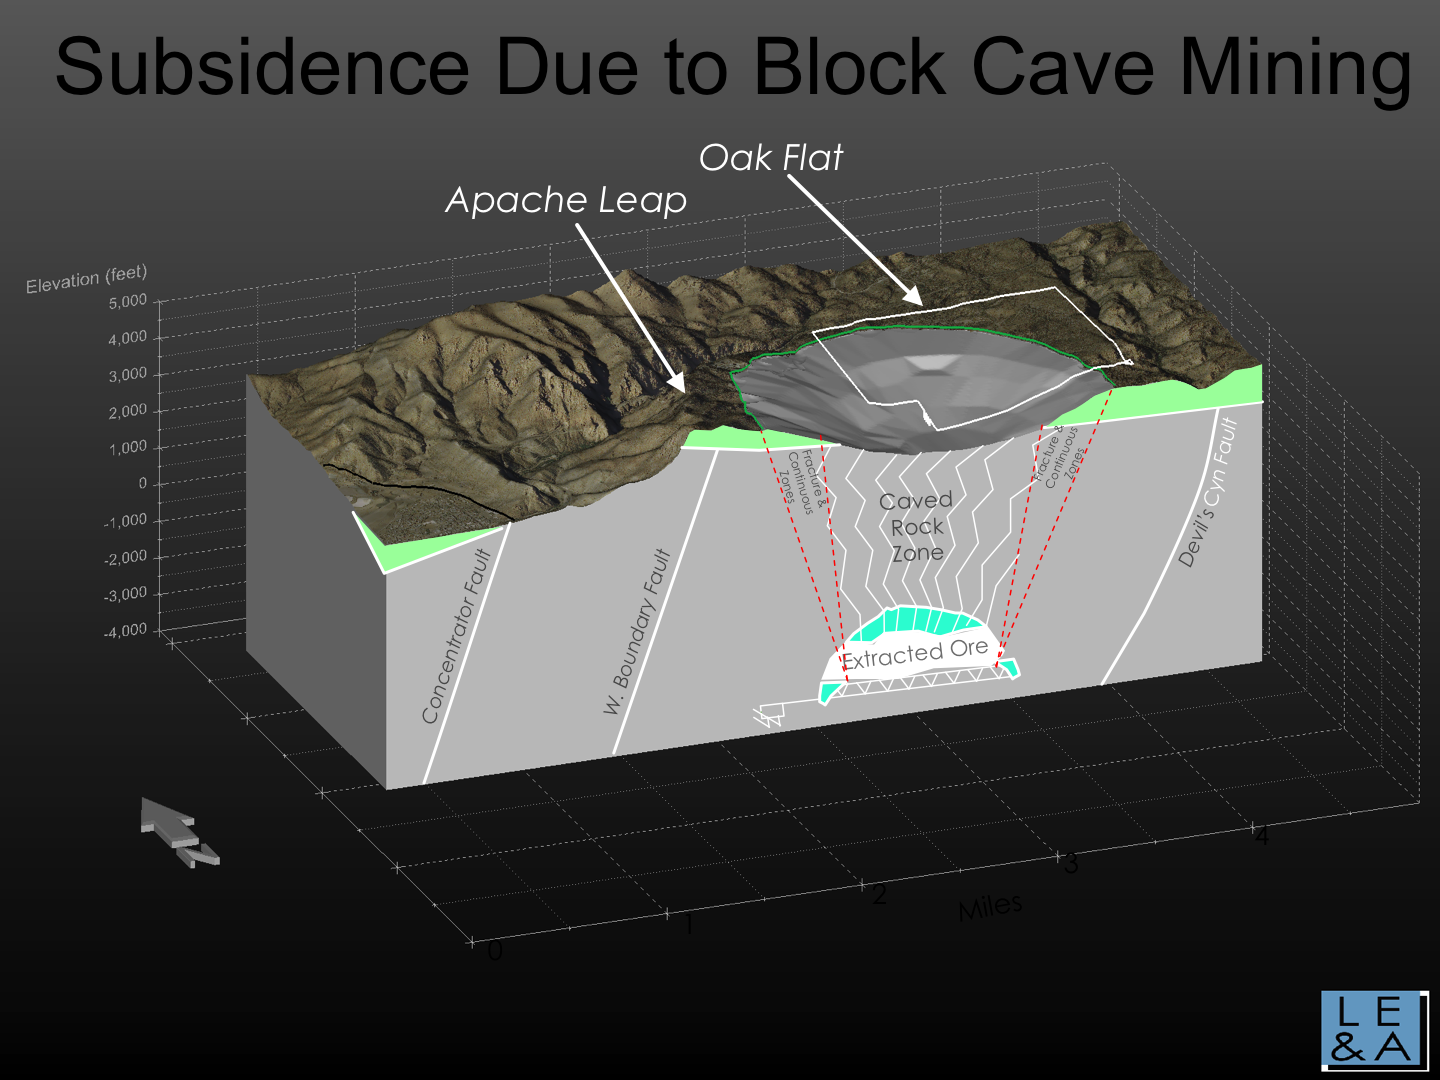 Subsidence Due to Block Cave Mining
Oak Flat
Apache Leap
Elevation (feet)
5,000
4,000
3,000
2,000
1,000
0
-1,000
-2,000
-3,000
-4,000
Fracture &
Continuous
Zones
Caved
Rock
Zone
Fracture &
Continuous
Zones
Devil's Cyn Fault
Concentrator Fault
W. Boundary Fault
Extracted Ore
0
1
2
3
4
Miles
N
L E
& A